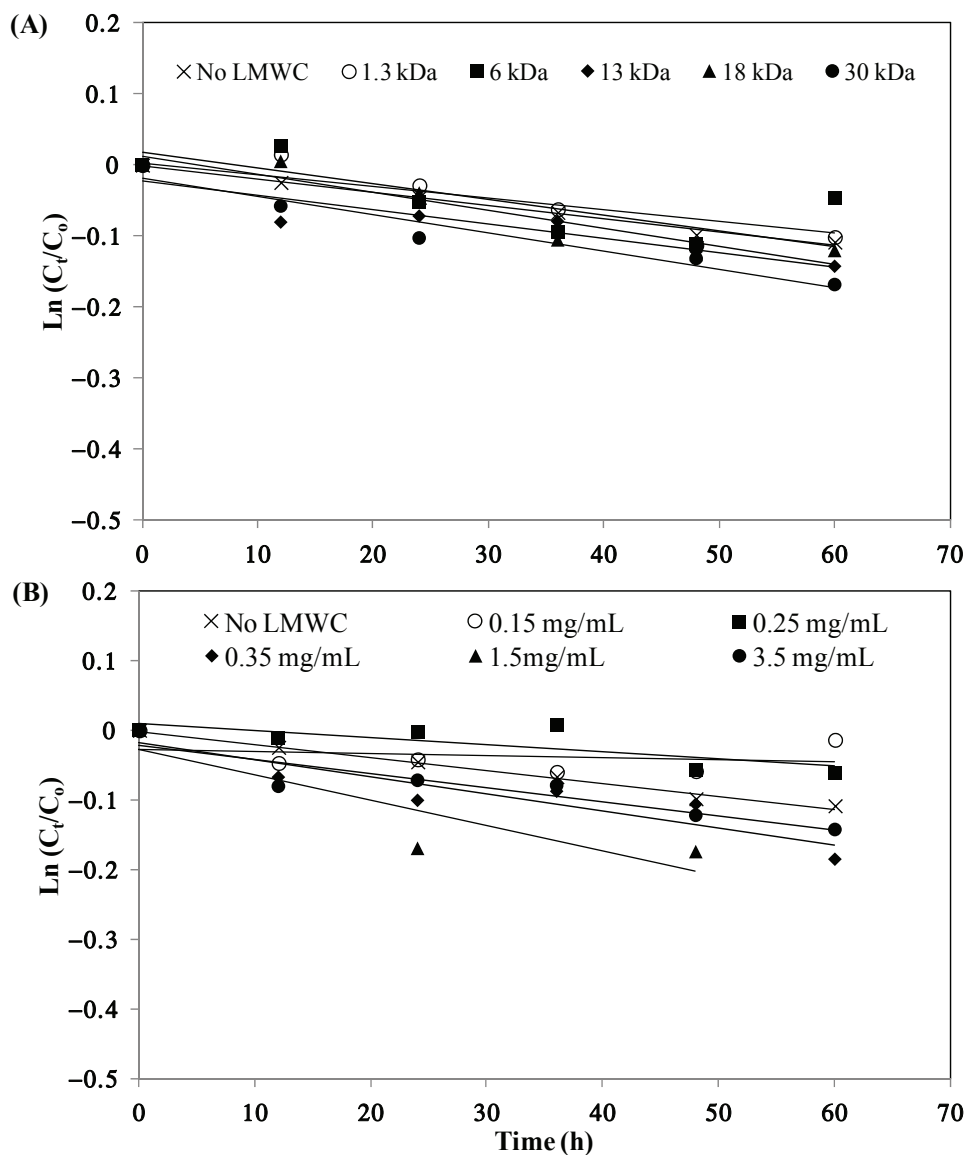 (A)
0.2
× No LMWC ○ 1.3 kDa ■ 6 kDa ◆ 13 kDa ▲ 18 kDa ● 30 kDa
0.1
0
−0.1
−0.2
−0.3
−0.4
−0.5
Ln (Ct/Co)
0 10 20 30 40 50 60 70
(B)
0.2
× No LMWC ○ 0.15 mg/mL ■ 0.25 mg/mL
◆ 0.35 mg/mL ▲ 1.5mg/mL ● 3.5 mg/mL
0.1
0
−0.1
−0.2
−0.3
−0.4
−0.5
Ln (Ct/Co)
0 10 20 30 40 50 60 70
Time (h)